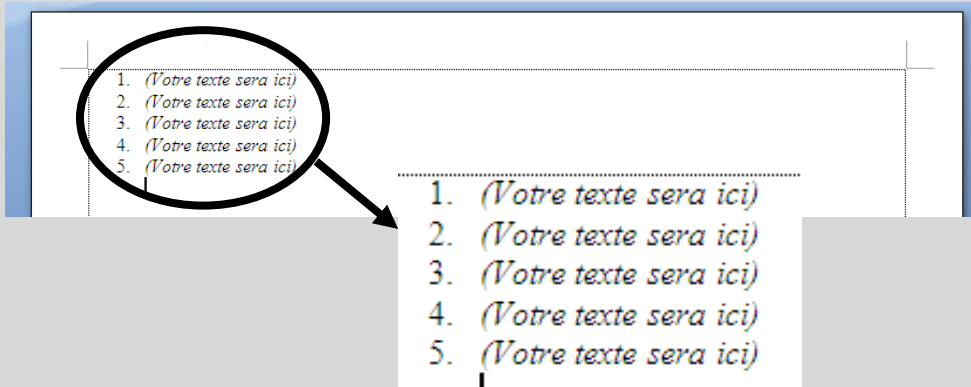 1. (Votre texte sera ici)
2. (Votre texte sera ici)
3. (Votre texte sera ici)
4. (Votre texte sera ici)
5. (Votre texte sera ici)
1. (Votre texte sera ici)
2. (Votre texte sera ici)
3. (Votre texte sera ici)
4. (Votre texte sera ici)
5. (Votre texte sera ici)